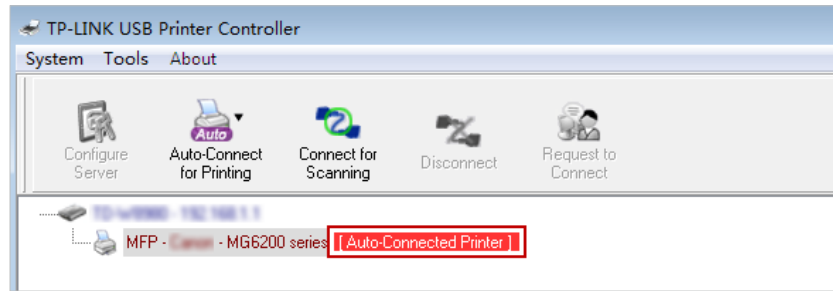 TP-LINK USB Printer Controller
System Tools About
Auto
Configure
Server
Auto-Connect
for Printing
Connect for
Scanning
Disconnect
Request to
Connect
MFP - - MG6200 series [ Auto-Connected Printer ]